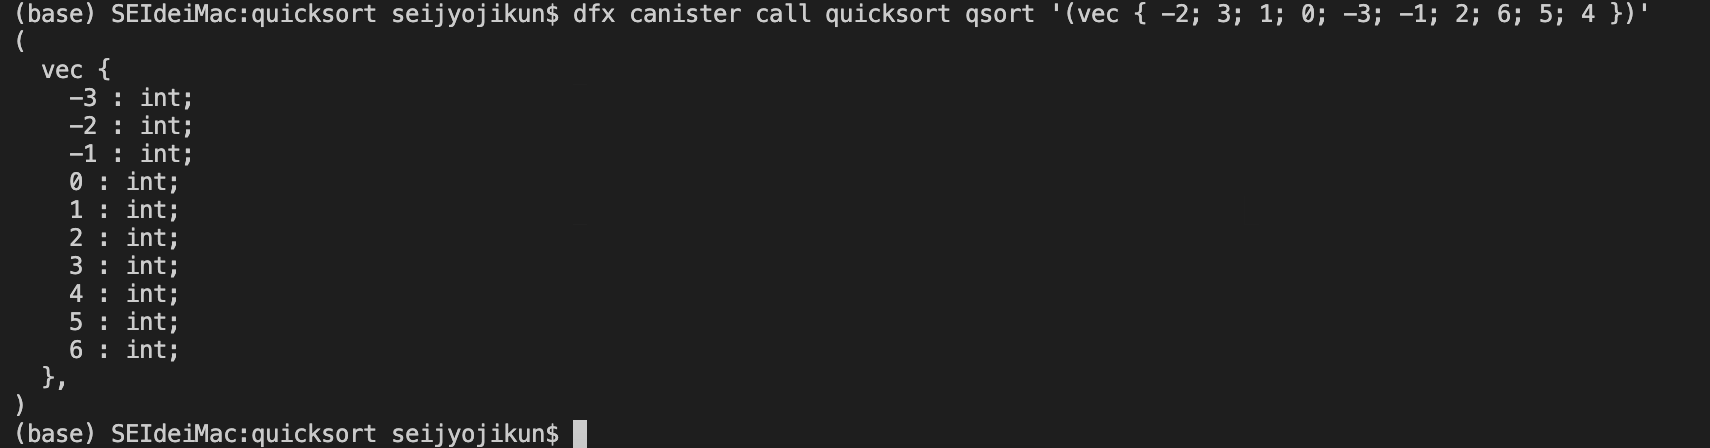 (base) SEIdeiMac:quicksort seijyojikun$ dfx canister call quicksort qsort '(vec { -2; 3; 1; 0; -3; -1; 2; 6; 5; 4 })'
(
  vec {
    -3 : int;
    -2 : int;
    -1 : int;
    0 : int;
    1 : int;
    2 : int;
    3 : int;
    4 : int;
    5 : int;
    6 : int;
  },
)
(base) SEIdeiMac:quicksort seijyojikun$